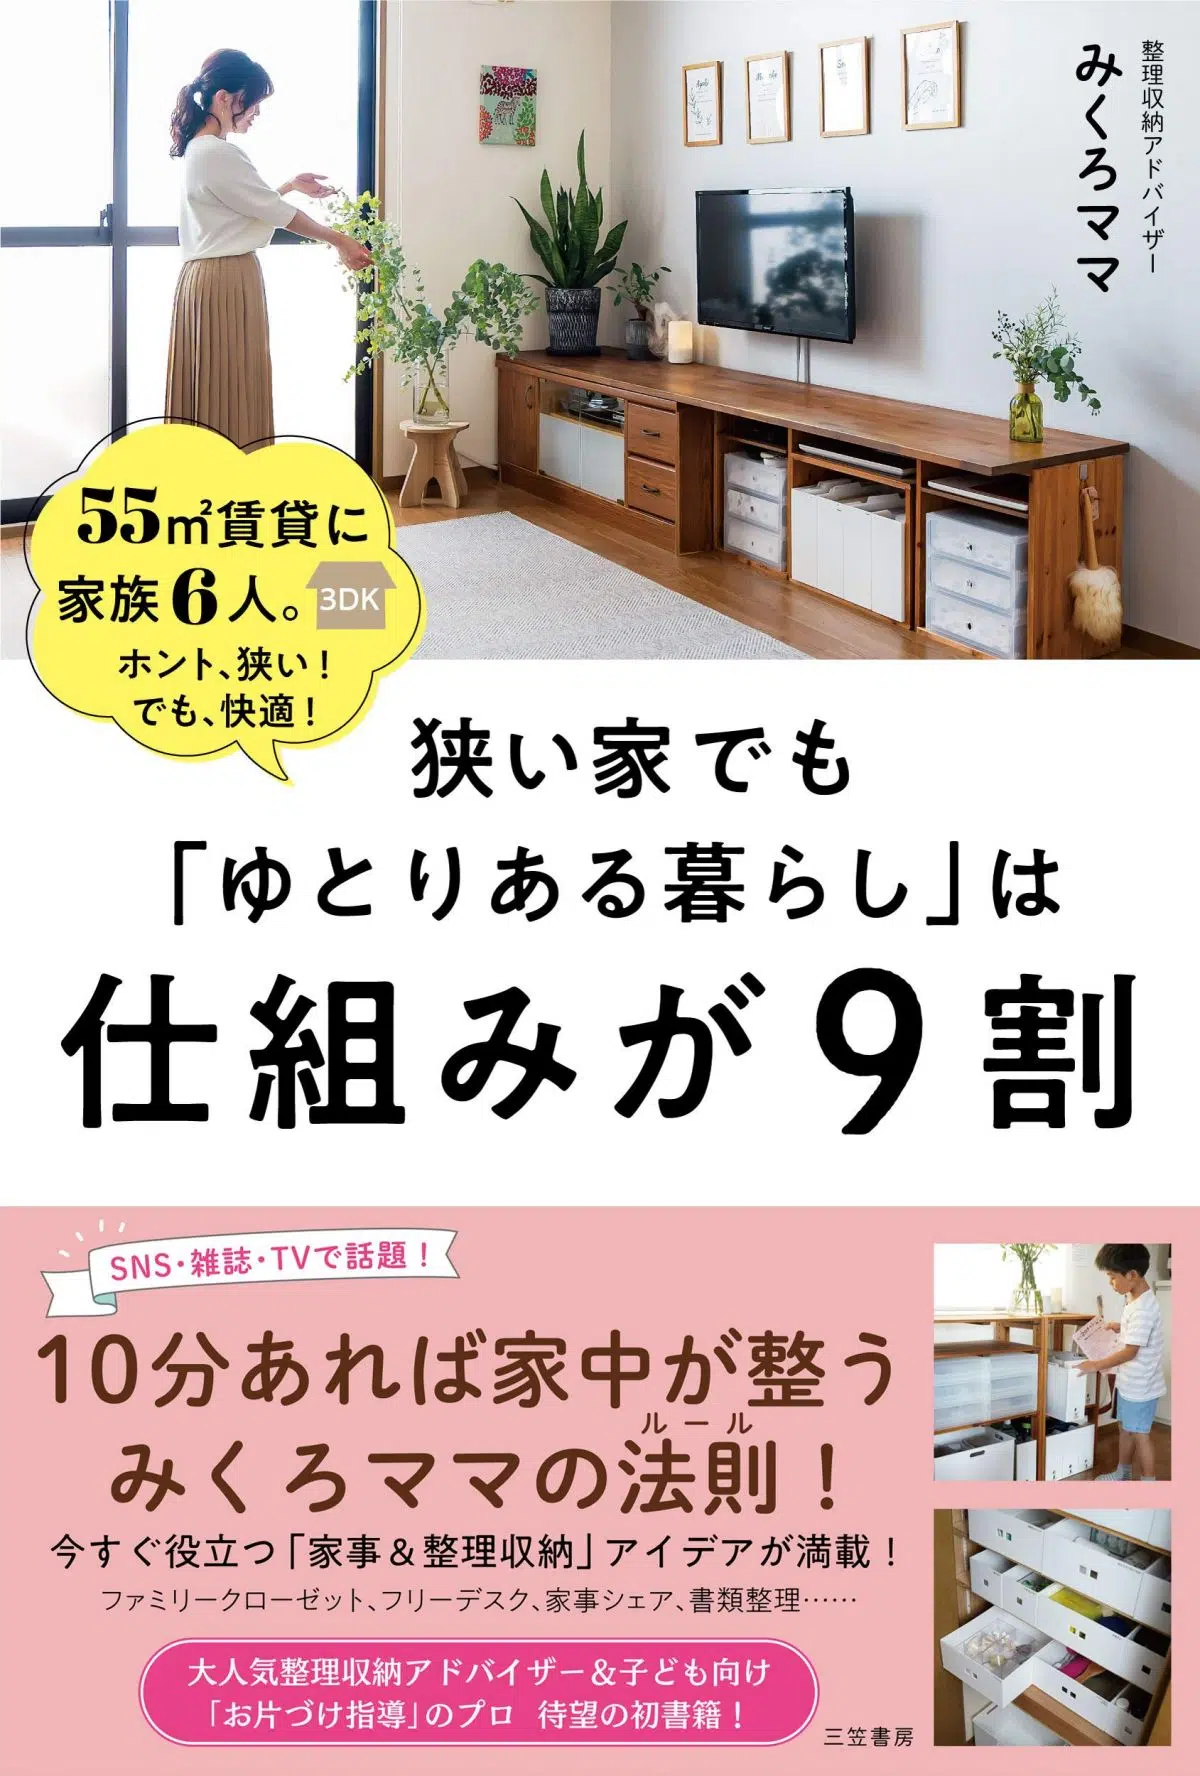 整理収納アドバイザー
みくろママ
55㎡賃貸に
家族6人。
3DK
ホント、狭い!
でも、快適!
狭い家でも
「ゆとりある暮らし」は
仕組みが9割
SNS・雑誌・TVで話題!
10分あれば家中が整う
ルール
みくろママの法則!
今すぐ役立つ「家事&整理収納」アイデアが満載!
ファミリークローゼット、フリーデスク、家事シェア、書類整理……
大人気整理収納アドバイザー&子ども向け
「お片づけ指導」のプロ 待望の初書籍!
三笠書房